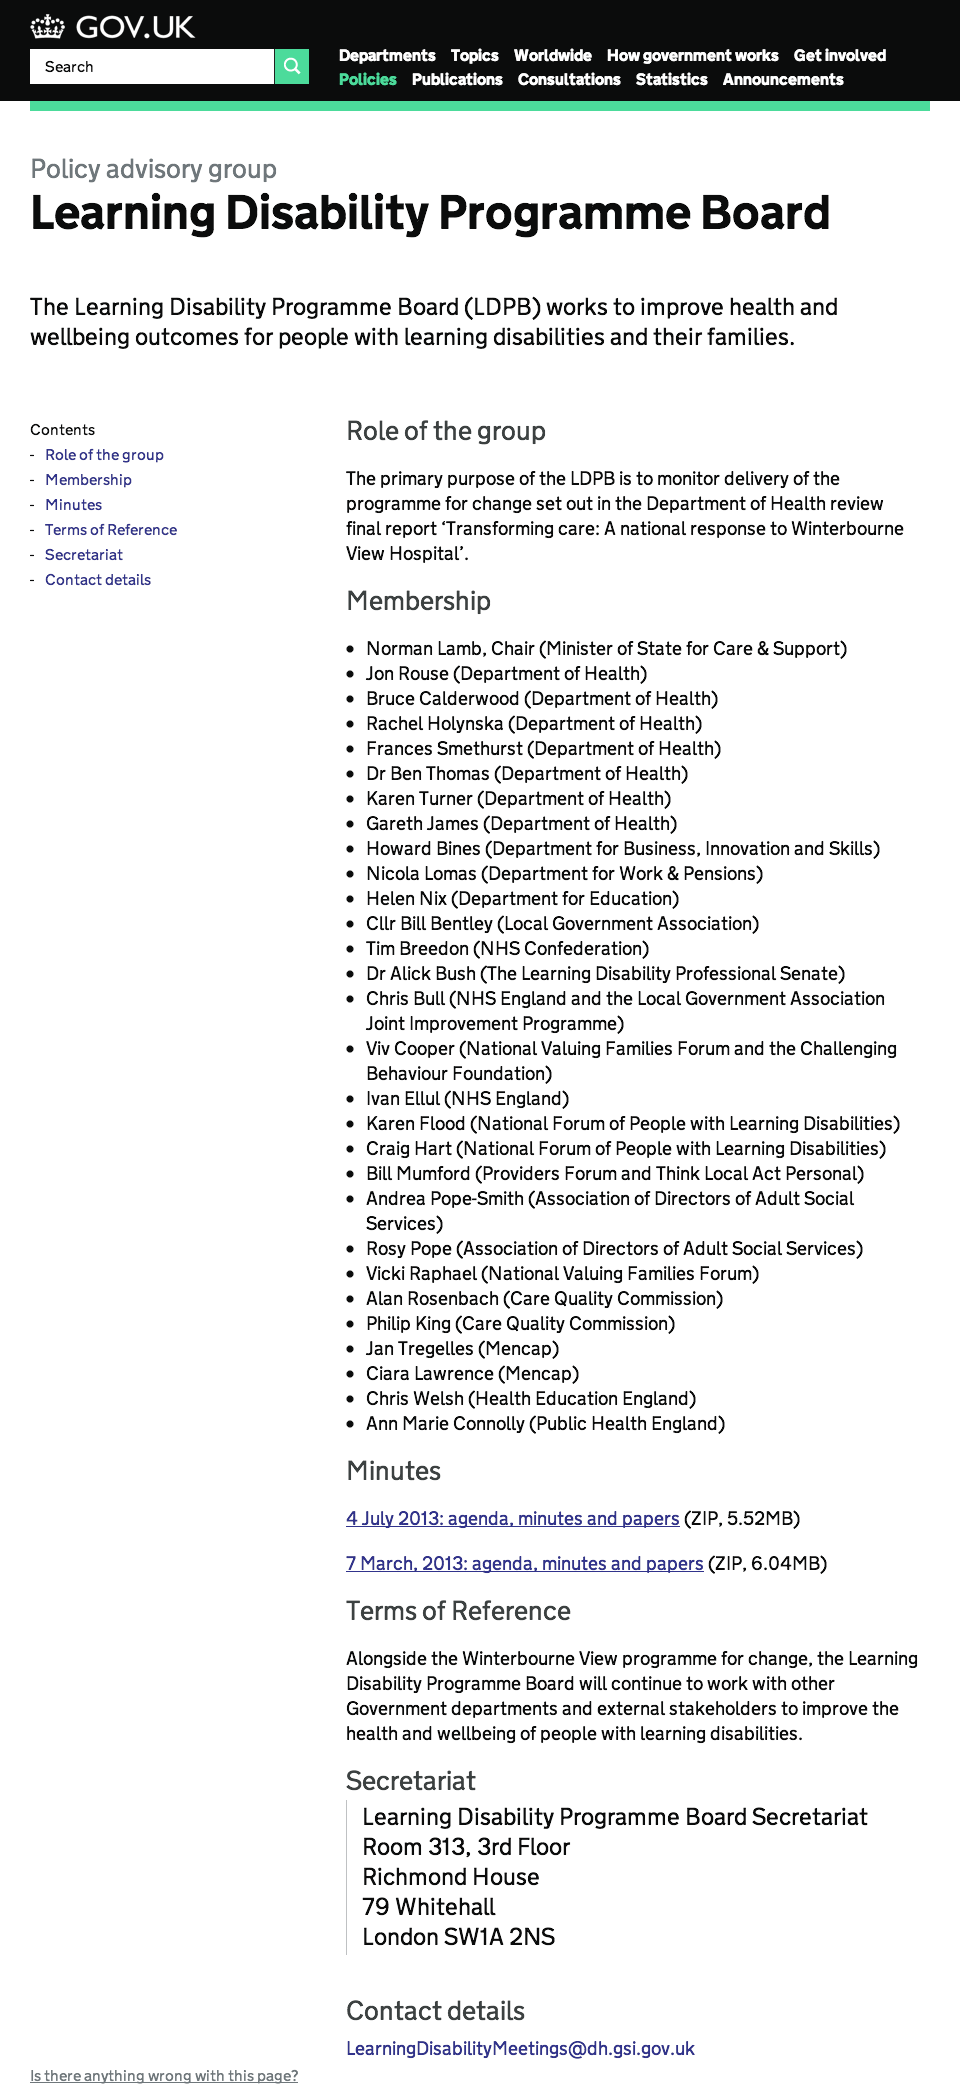 GOV.UK
Search
Departments Topics Worldwide How government works Get involved
Policies Publications Consultations Statistics Announcements
Policy advisory group
Learning Disability Programme Board
The Learning Disability Programme Board (LDPB) works to improve health and
wellbeing outcomes for people with learning disabilities and their families.
Contents
- Role of the group
- Membership
- Minutes
- Terms of Reference
- Secretariat
- Contact details
Role of the group
The primary purpose of the LDPB is to monitor delivery of the
programme for change set out in the Department of Health review
final report ‘Transforming care: A national response to Winterbourne
View Hospital’.
Membership
• Norman Lamb, Chair (Minister of State for Care & Support)
• Jon Rouse (Department of Health)
• Bruce Calderwood (Department of Health)
• Rachel Holynska (Department of Health)
• Frances Smethurst (Department of Health)
• Dr Ben Thomas (Department of Health)
• Karen Turner (Department of Health)
• Gareth James (Department of Health)
• Howard Bines (Department for Business, Innovation and Skills)
• Nicola Lomas (Department for Work & Pensions)
• Helen Nix (Department for Education)
• Cllr Bill Bentley (Local Government Association)
• Tim Breedon (NHS Confederation)
• Dr Alick Bush (The Learning Disability Professional Senate)
• Chris Bull (NHS England and the Local Government Association
Joint Improvement Programme)
• Viv Cooper (National Valuing Families Forum and the Challenging
Behaviour Foundation)
• Ivan Ellul (NHS England)
• Karen Flood (National Forum of People with Learning Disabilities)
• Craig Hart (National Forum of People with Learning Disabilities)
• Bill Mumford (Providers Forum and Think Local Act Personal)
• Andrea Pope-Smith (Association of Directors of Adult Social
Services)
• Rosy Pope (Association of Directors of Adult Social Services)
• Vicki Raphael (National Valuing Families Forum)
• Alan Rosenbach (Care Quality Commission)
• Philip King (Care Quality Commission)
• Jan Tregelles (Mencap)
• Ciara Lawrence (Mencap)
• Chris Welsh (Health Education England)
• Ann Marie Connolly (Public Health England)
Minutes
4 July 2013: agenda, minutes and papers (ZIP, 5.52MB)
7 March, 2013: agenda, minutes and papers (ZIP, 6.04MB)
Terms of Reference
Alongside the Winterbourne View programme for change, the Learning
Disability Programme Board will continue to work with other
Government departments and external stakeholders to improve the
health and wellbeing of people with learning disabilities.
Secretariat
Learning Disability Programme Board Secretariat
Room 313, 3rd Floor
Richmond House
79 Whitehall
London SW1A 2NS
Contact details
LearningDisabilityMeetings@dh.gsi.gov.uk
Is there anything wrong with this page?